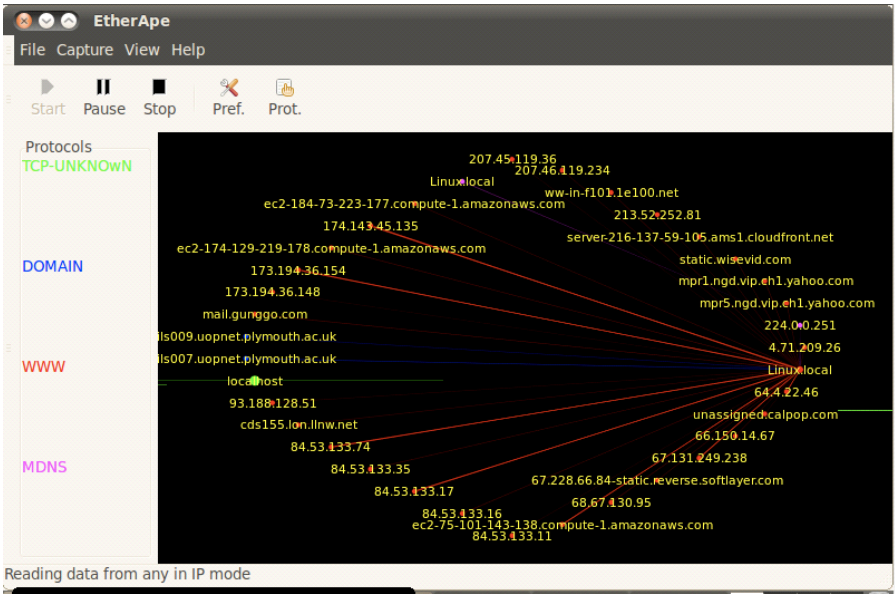 EtherApe
File Capture View Help
Start Pause Stop Pref. Prot.
Protocols
TCP-UNKNOwN
DOMAIN
WWW
MDNS
207.45.119.36
207.46.119.234
Linux.local
ww-in-f101.1e100.net
ec2-184-73-223-177.compute-1.amazonaws.com
213.52.252.81
174.143.45.135
server-216-137-59-105.ams1.cloudfront.net
ec2-174-129-219-178.compute-1.amazonaws.com
static.wisevid.com
173.194.36.154
mpr1.ngd.vip.ch1.yahoo.com
173.194.36.148
mpr5.ngd.vip.ch1.yahoo.com
mail.gunggo.com
224.0.0.251
ils009.uopnet.plymouth.ac.uk
4.71.209.26
ils007.uopnet.plymouth.ac.uk
Linux.local
localhost
64.4.22.46
93.188.128.51
unassigned.calpop.com
cds155.lon.llnw.net
66.150.14.67
84.53.133.74
67.131.249.238
84.53.133.35
67.228.66.84-static.reverse.softlayer.com
84.53.133.17
68.67.130.95
84.53.133.16
ec2-75-101-143-138.compute-1.amazonaws.com
84.53.133.11
Reading data from any in IP mode